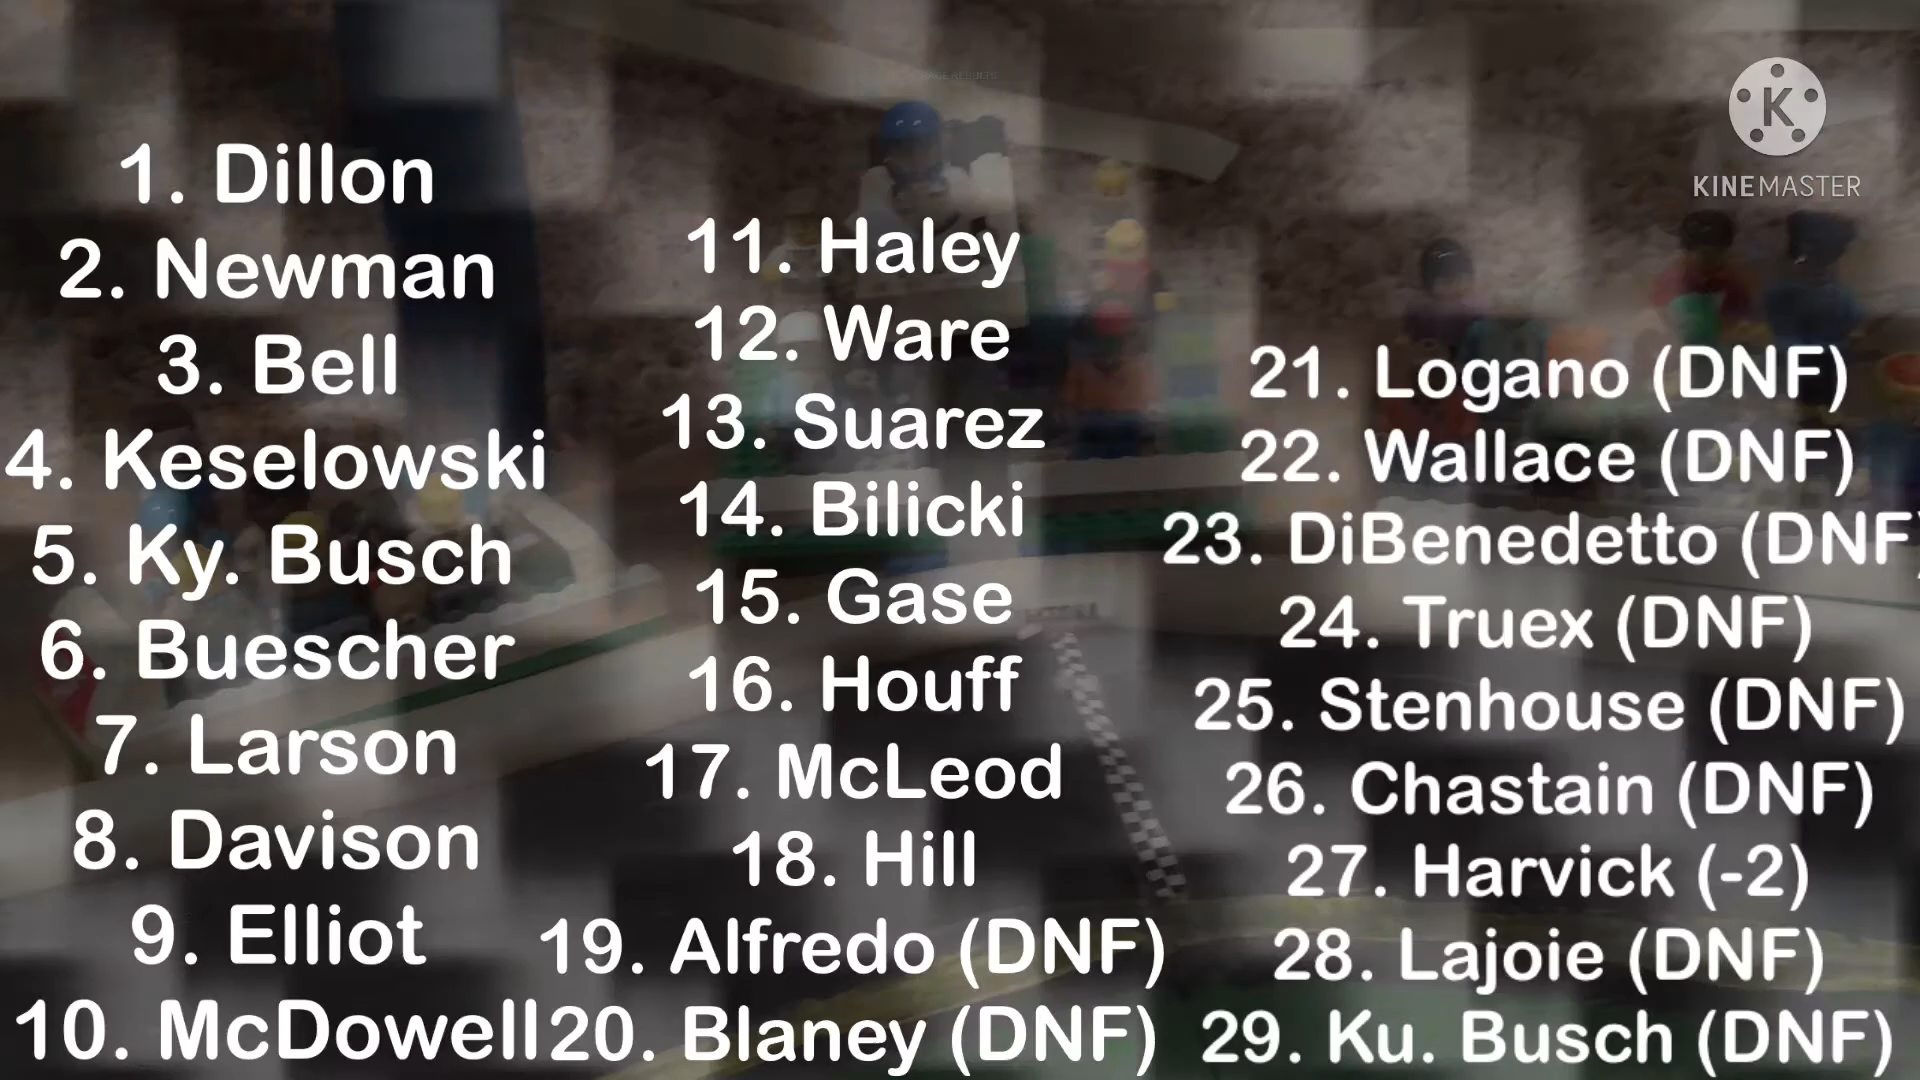 RACE RESULTS
KINEMASTER
1. Dillon
2. Newman
3. Bell
4. Keselowski
5. Ky. Busch
6. Buescher
7. Larson
8. Davison
9. Elliot
10. McDowell
11. Haley
12. Ware
13. Suarez
14. Bilicki
15. Gase
16. Houff
17. McLeod
18. Hill
19. Alfredo (DNF)
20. Blaney (DNF)
21. Logano (DNF)
22. Wallace (DNF)
23. DiBenedetto (DNF)
24. Truex (DNF)
25. Stenhouse (DNF)
26. Chastain (DNF)
27. Harvick (-2)
28. Lajoie (DNF)
29. Ku. Busch (DNF)